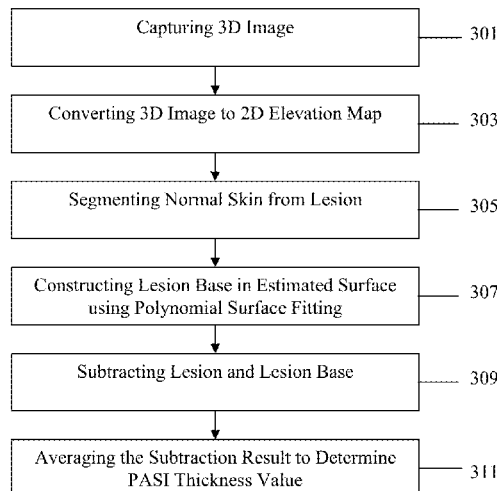 Capturing 3D Image
301
Converting 3D Image to 2D Elevation Map
303
Segmenting Normal Skin from Lesion
305
Constructing Lesion Base in Estimated Surface
using Polynomial Surface Fitting
307
Subtracting Lesion and Lesion Base
309
Averaging the Subtraction Result to Determine
PASI Thickness Value
311